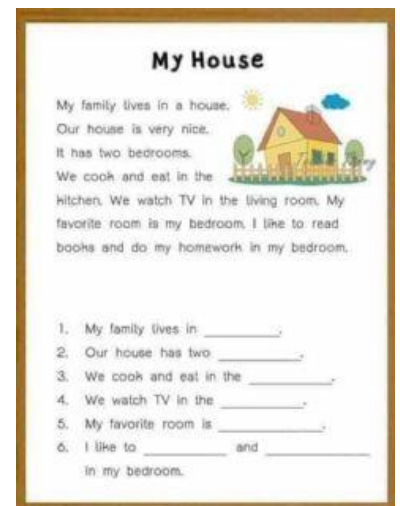 My House
My family lives in a house.
Our house is very nice.
It has two bedrooms.
We cook and eat in the
kitchen. We watch TV in the living room. My
favorite room is my bedroom. I like to read
books and do my homework in my bedroom.
1. My family lives in ________.
2. Our house has two ________.
3. We cook and eat in the ________.
4. We watch TV in the ________.
5. My favorite room is ________.
6. I like to ________ and ________
in my bedroom.